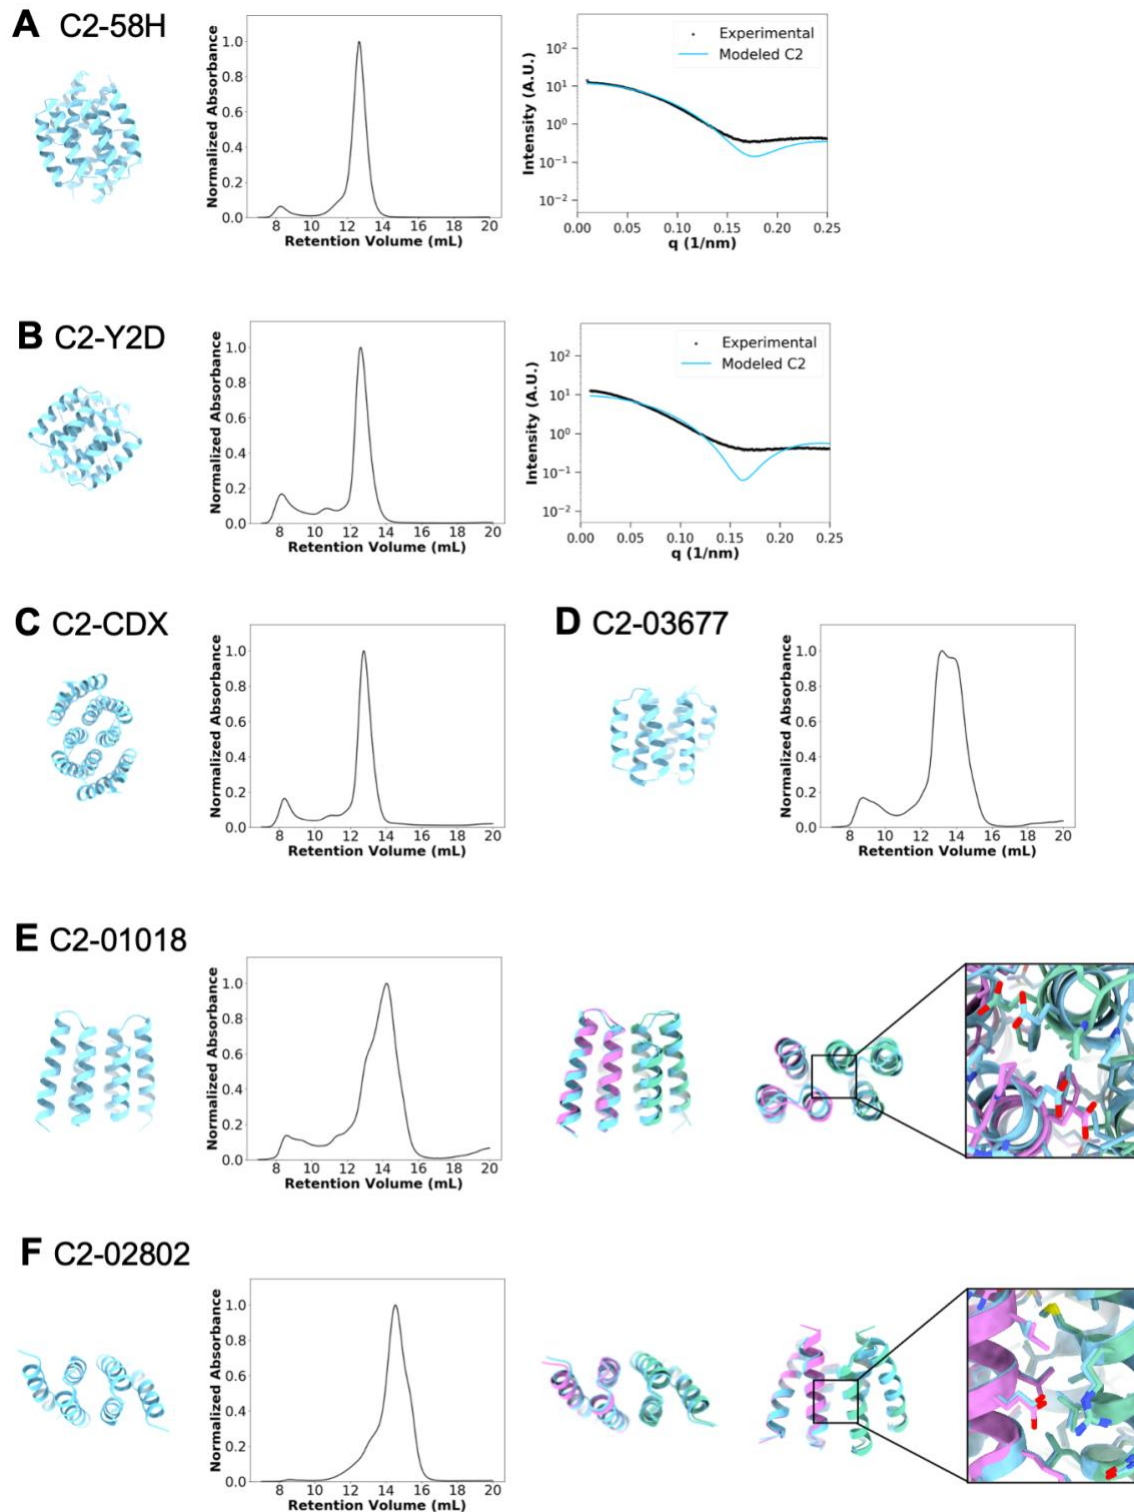 A C2-58H
Normalized Absorbance
1.0
0.8
0.6
0.4
0.2
0.0
8 10 12 14 16 18 20
Retention Volume (mL)
Intensity (A.U.)
Experimental
Modeled C2
10²
10¹
10⁰
10⁻¹
10⁻²
0.00 0.05 0.10 0.15 0.20 0.25
q (1/nm)
B C2-Y2D
Normalized Absorbance
1.0
0.8
0.6
0.4
0.2
0.0
8 10 12 14 16 18 20
Retention Volume (mL)
Intensity (A.U.)
Experimental
Modeled C2
10²
10¹
10⁰
10⁻¹
10⁻²
0.00 0.05 0.10 0.15 0.20 0.25
q (1/nm)
C C2-CDX
Normalized Absorbance
1.0
0.8
0.6
0.4
0.2
0.0
8 10 12 14 16 18 20
Retention Volume (mL)
D C2-03677
Normalized Absorbance
1.0
0.8
0.6
0.4
0.2
0.0
8 10 12 14 16 18 20
Retention Volume (mL)
E C2-01018
Normalized Absorbance
1.0
0.8
0.6
0.4
0.2
0.0
8 10 12 14 16 18 20
Retention Volume (mL)
F C2-02802
Normalized Absorbance
1.0
0.8
0.6
0.4
0.2
0.0
8 10 12 14 16 18 20
Retention Volume (mL)